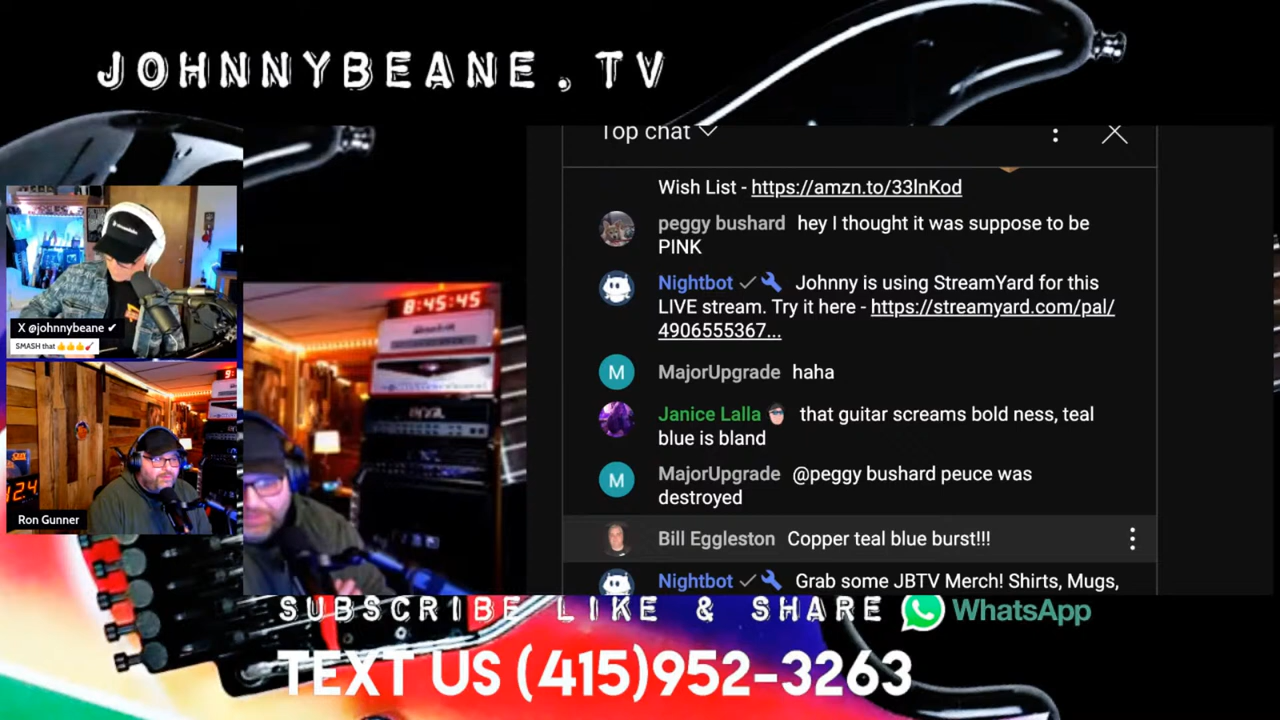 JOHNNYBEANE.TV
Top chat
Wish List - https://amzn.to/33lnKod
peggy bushard hey I thought it was suppose to be
PINK
Nightbot Johnny is using StreamYard for this
LIVE stream. Try it here - https://streamyard.com/pal/
4906555367...
M MajorUpgrade haha
Janice Lalla that guitar screams bold ness, teal
blue is bland
M MajorUpgrade @peggy bushard peuce was
destroyed
Bill Eggleston Copper teal blue burst!!!
Nightbot Grab some JBTV Merch! Shirts, Mugs,
X @johnnybeane ✔
SMASH that 👍👍👍🎸
8:45:45
12.4
Ron Gunner
SUBSCRIBE LIKE & SHARE WhatsApp
TEXT US (415)952-3263